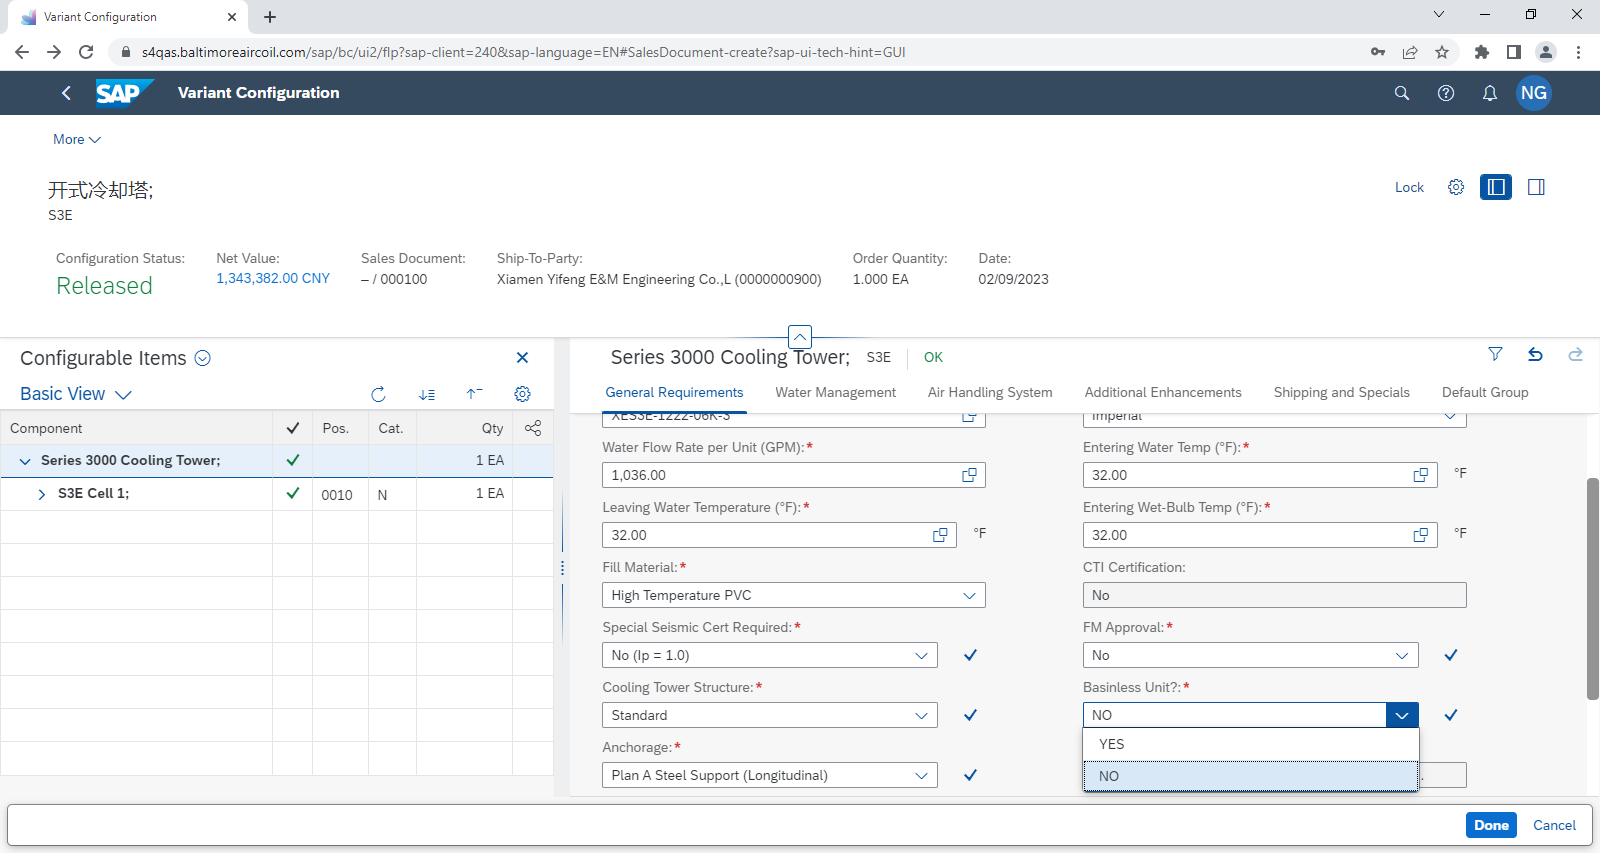 Variant Configuration
s4qas.baltimoreaircoil.com/sap/bc/ui2/flp?sap-client=240&sap-language=EN#SalesDocument-create?sap-ui-tech-hint=GUI
SAP Variant Configuration NG
More
开式冷却塔;
S3E
Lock
Configuration Status: Net Value: Sales Document: Ship-To-Party: Order Quantity: Date:
Released 1,343,382.00 CNY – / 000100 Xiamen Yifeng E&M Engineering Co.,L (0000000900) 1.000 EA 02/09/2023
Configurable Items
Basic View
Component Pos. Cat. Qty
Series 3000 Cooling Tower; 1 EA
S3E Cell 1; 0010 N 1 EA
Series 3000 Cooling Tower; S3E OK
General Requirements Water Management Air Handling System Additional Enhancements Shipping and Specials Default Group
XES3E-1222-06K-3 Imperial
Water Flow Rate per Unit (GPM):* Entering Water Temp (°F):*
1,036.00 32.00 °F
Leaving Water Temperature (°F):* Entering Wet-Bulb Temp (°F):*
32.00 °F 32.00 °F
Fill Material:* CTI Certification:
High Temperature PVC No
Special Seismic Cert Required:* FM Approval:*
No (Ip = 1.0) No
Cooling Tower Structure:* Basinless Unit?:*
Standard NO
Anchorage:* YES
Plan A Steel Support (Longitudinal) NO
Done Cancel